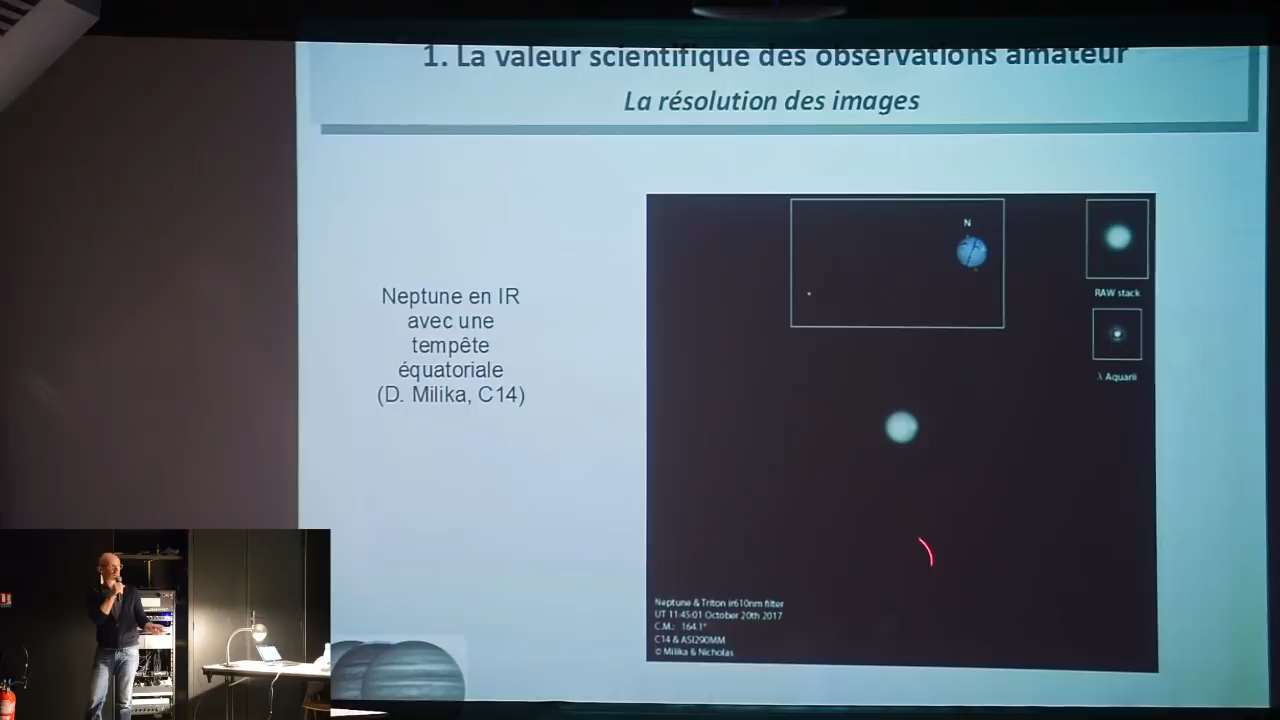 1. La valeur scientifique des observations amateur
La résolution des images
Neptune en IR
avec une
tempête
équatoriale
(D. Milika, C14)
N
RAW stack
λ Aquarii
Neptune & Triton ir610nm filter
UT 11:45:01 October 20th 2017
C.M.: 164.1°
C14 & ASI290MM
© Milika & Nicholas